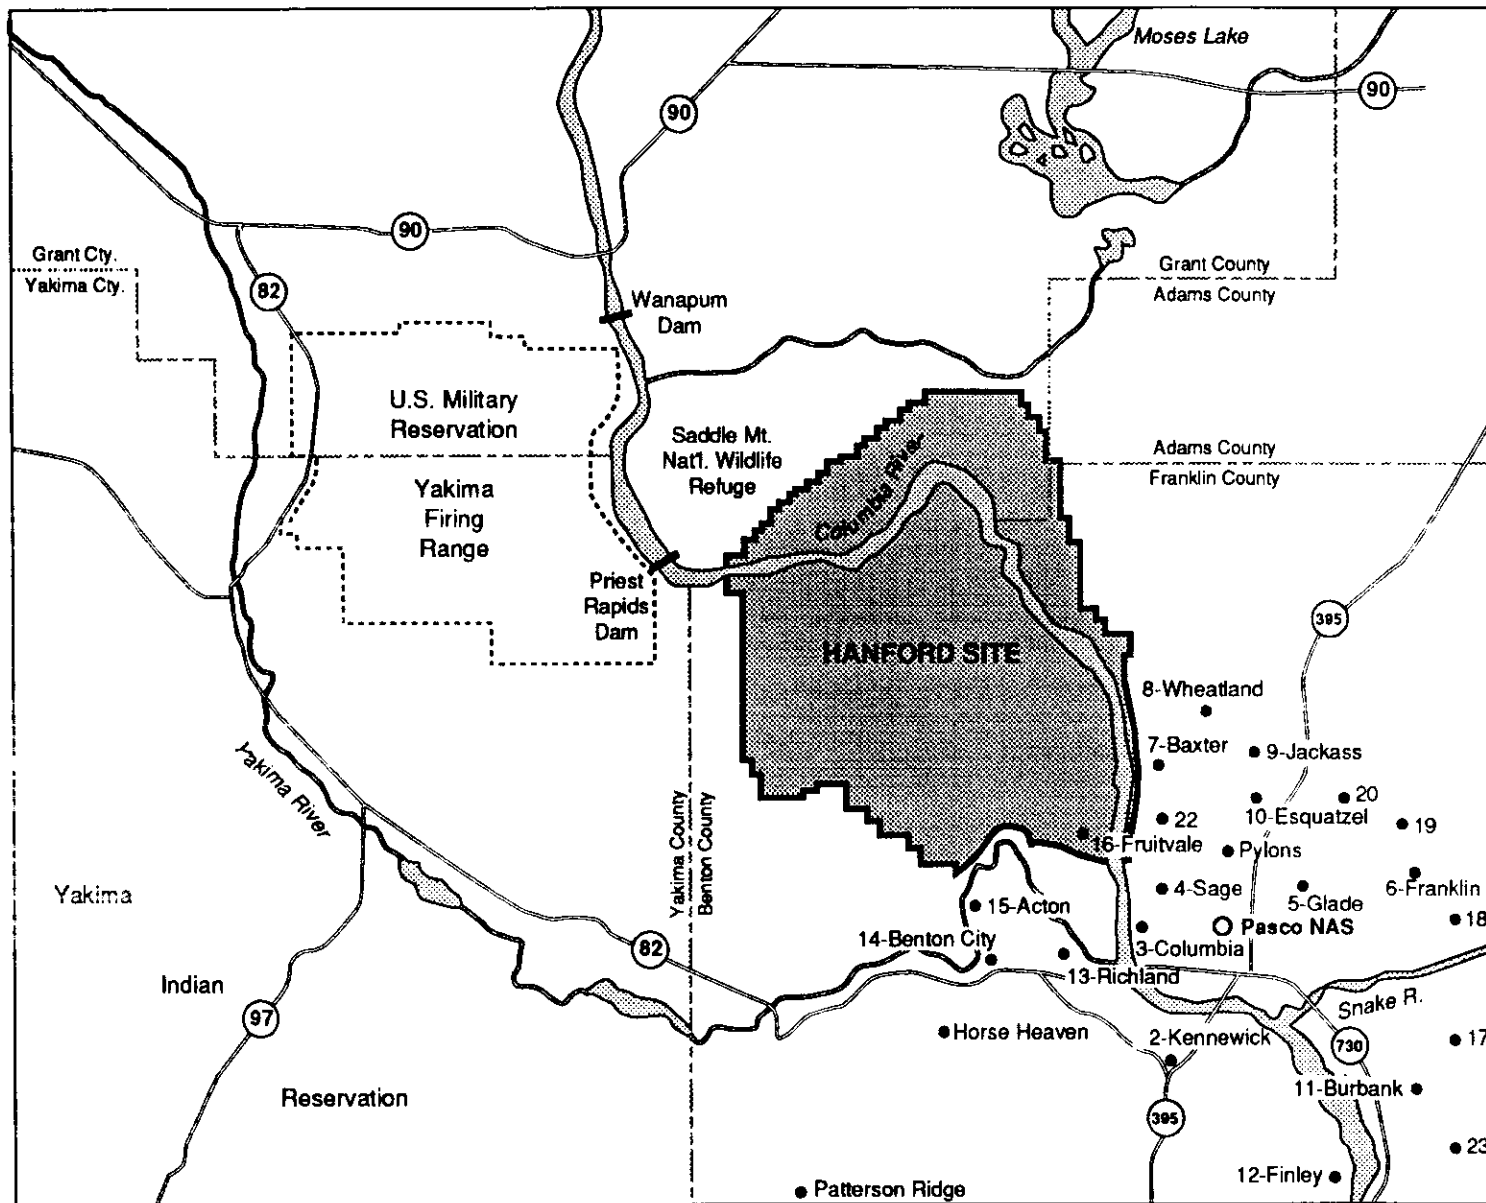 Moses Lake
90
90
90
Grant Cty.
Yakima Cty.
82
Grant County
Adams County
Wanapum
Dam
U.S. Military
Reservation
Saddle Mt.
Nat'l. Wildlife
Refuge
Columbia River
Adams County
Franklin County
Yakima
Firing
Range
Priest
Rapids
Dam
395
HANFORD SITE
8-Wheatland
7-Baxter
9-Jackass
Yakima River
20
10-Esquatzel
22
19
16-Fruitvale
Pylons
Yakima County
Benton County
Yakima
4-Sage
5-Glade
6-Franklin
15-Acton
18
Pasco NAS
14-Benton City
3-Columbia
82
13-Richland
Indian
Snake R.
97
Horse Heaven
2-Kennewick
730
17
11-Burbank
Reservation
395
23
12-Finley
Patterson Ridge